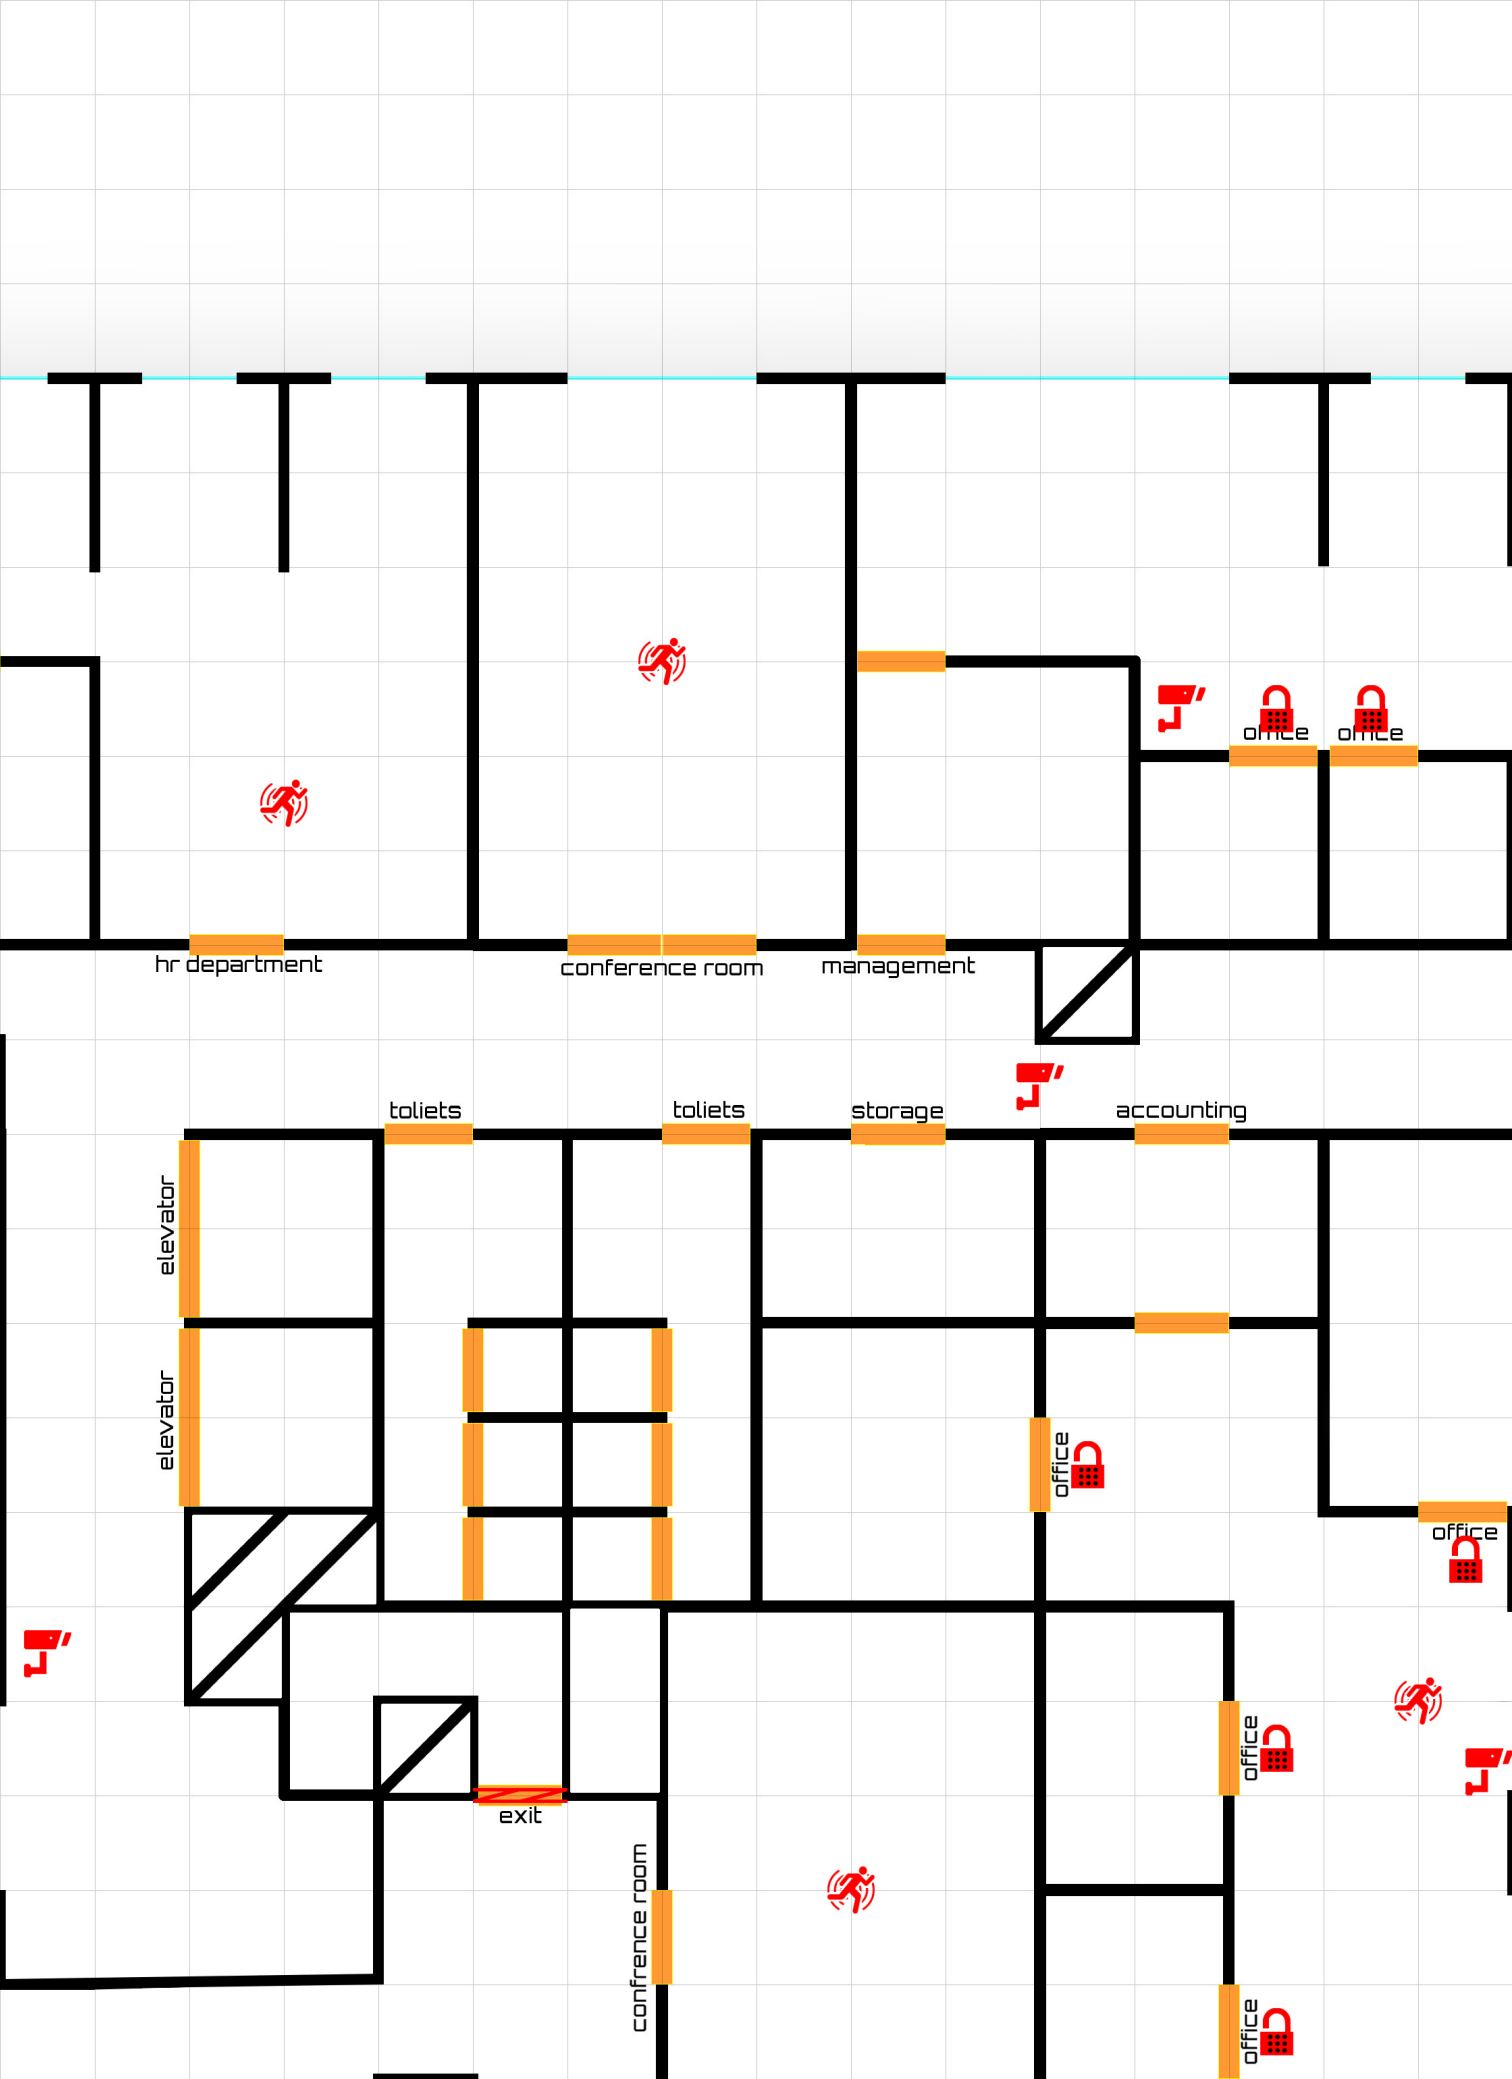 office
office
hr department
conference room
management
toliets
toliets
storage
accounting
elevator
elevator
office
office
office
exit
confrence room
office